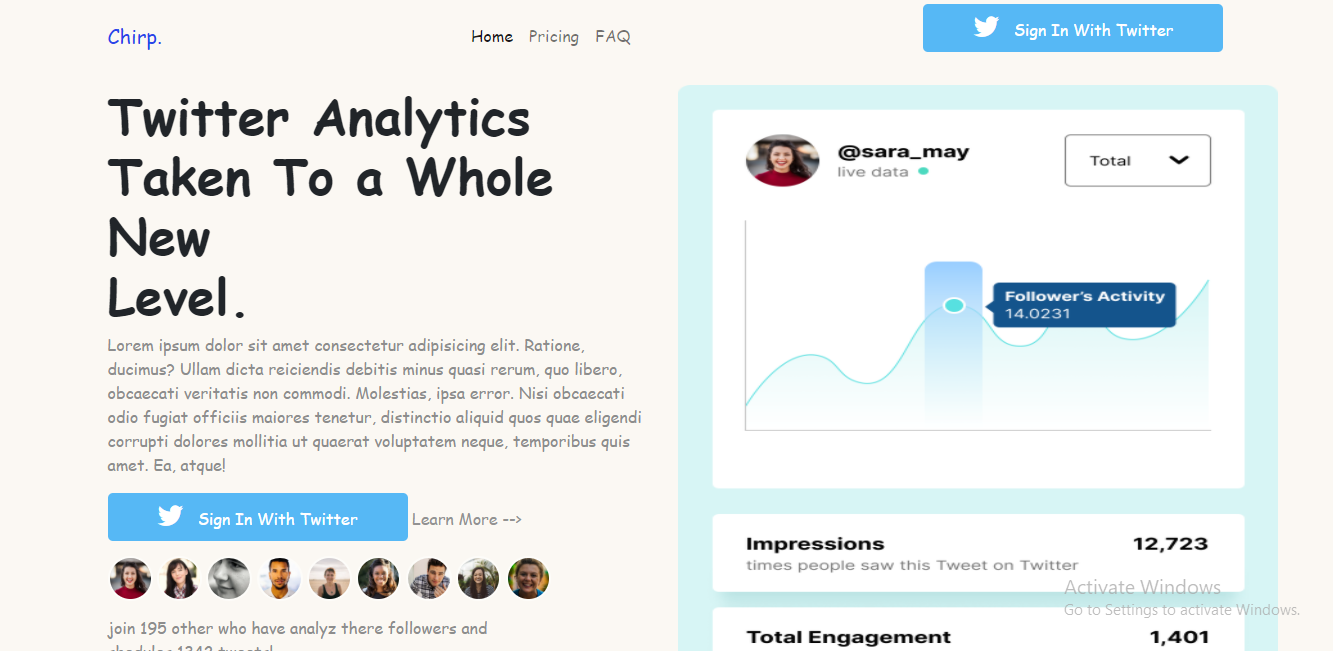 Chirp.
Home Pricing FAQ
Sign In With Twitter
Twitter Analytics
Taken To a Whole
New
Level.
Lorem ipsum dolor sit amet consectetur adipisicing elit. Ratione,
ducimus? Ullam dicta reiciendis debitis minus quasi rerum, quo libero,
obcaecati veritatis non commodi. Molestias, ipsa error. Nisi obcaecati
odio fugiat officiis maiores tenetur, distinctio aliquid quos quae eligendi
corrupti dolores mollitia ut quaerat voluptatem neque, temporibus quis
amet. Ea, atque!
Sign In With Twitter Learn More -->
join 195 other who have analyz there followers and
@sara_may
live data
Total
Follower's Activity
14.0231
Impressions 12,723
times people saw this Tweet on Twitter
Total Engagement 1,401
Activate Windows
Go to Settings to activate Windows.